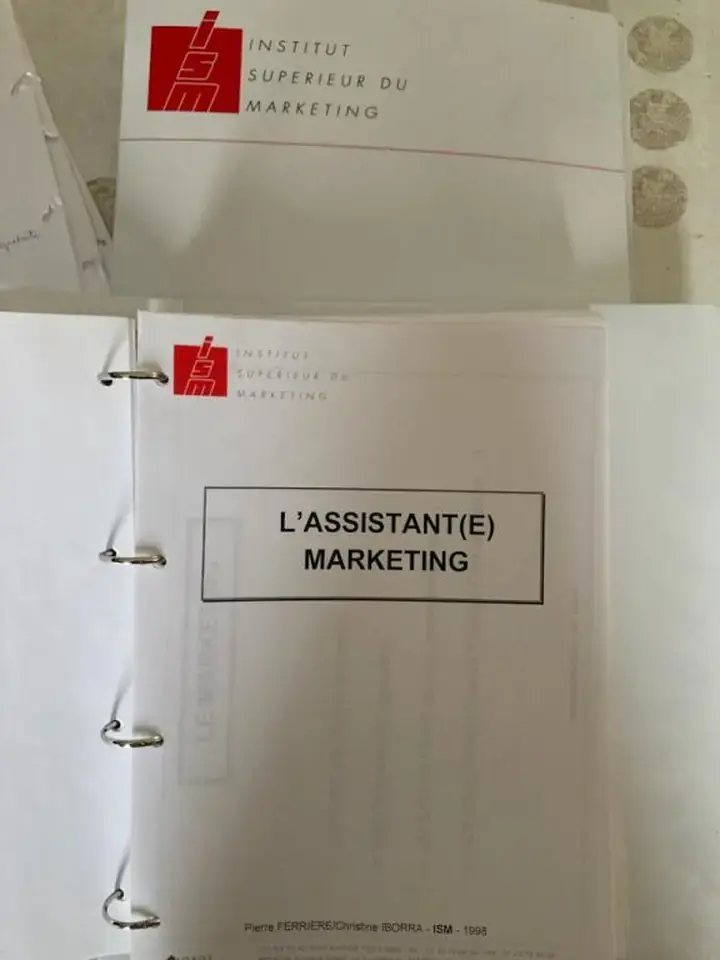 ism
INSTITUT
SUPERIEUR DU
MARKETING
ism
INSTITUT
SUPERIEUR DU
MARKETING
L'ASSISTANT(E)
MARKETING
Pierre FERRIERE/Christine IBORRA - ISM - 1998